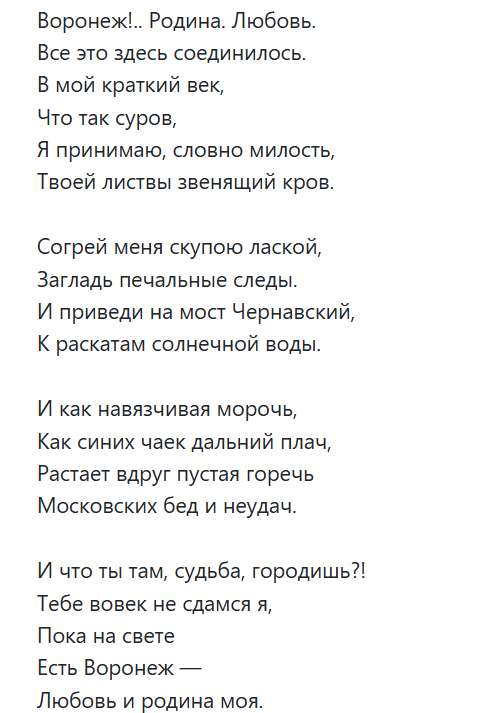 Воронеж!.. Родина. Любовь.
Все это здесь соединилось.
В мой краткий век,
Что так суров,
Я принимаю, словно милость,
Твоей листвы звенящий кров.

Согрей меня скупою лаской,
Загладь печальные следы.
И приведи на мост Чернавский,
К раскатам солнечной воды.

И как навязчивая морочь,
Как синих чаек дальний плач,
Растает вдруг пустая горечь
Московских бед и неудач.

И что ты там, судьба, городишь?!
Тебе вовек не сдамся я,
Пока на свете
Есть Воронеж —
Любовь и родина моя.